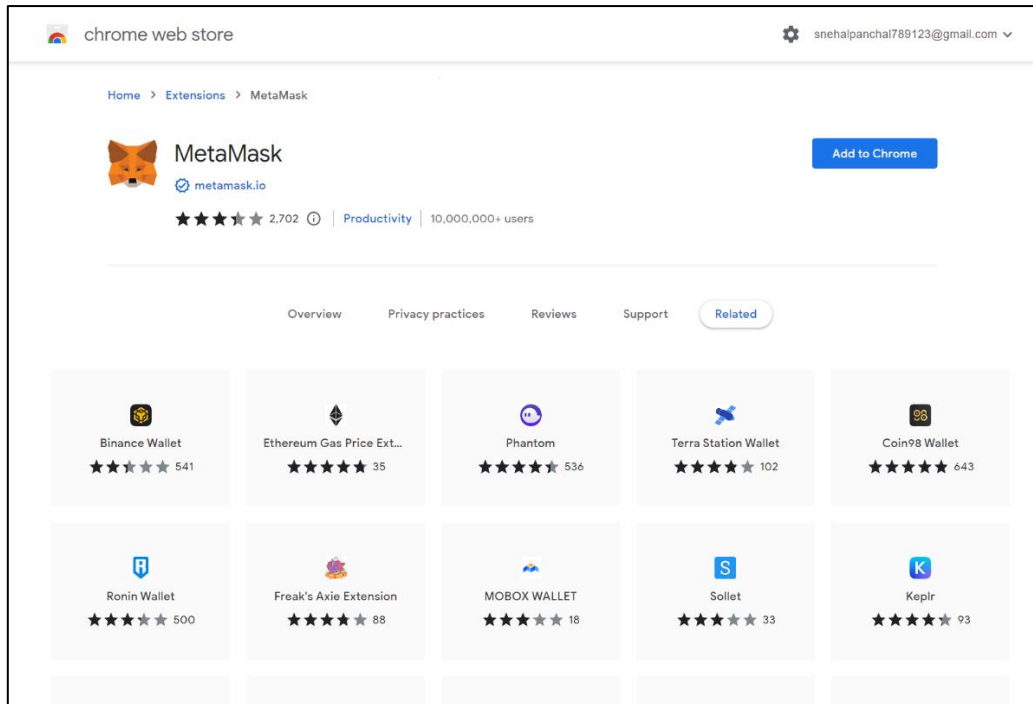 chrome web store
snehalpanchal789123@gmail.com
Home > Extensions > MetaMask
MetaMask
Add to Chrome
metamask.io
2,702 Productivity 10,000,000+ users
Overview Privacy practices Reviews Support Related
Binance Wallet Ethereum Gas Price Ext... Phantom Terra Station Wallet Coin98 Wallet
541 35 536 102 643
Ronin Wallet Freak's Axie Extension MOBOX WALLET Sollet Keplr
500 88 18 33 93